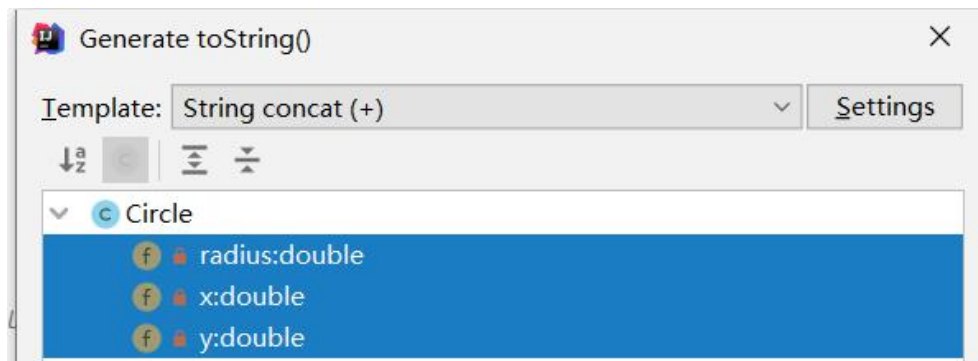 Generate toString()
Template: String concat (+) Settings
Circle
radius:double
x:double
y:double